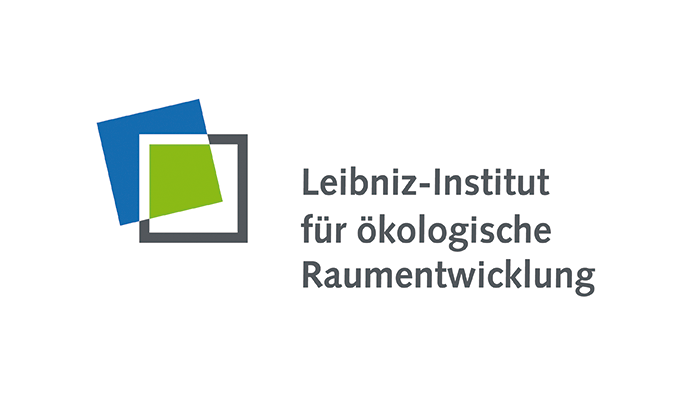 Leibniz-Institut
für ökologische
Raumentwicklung